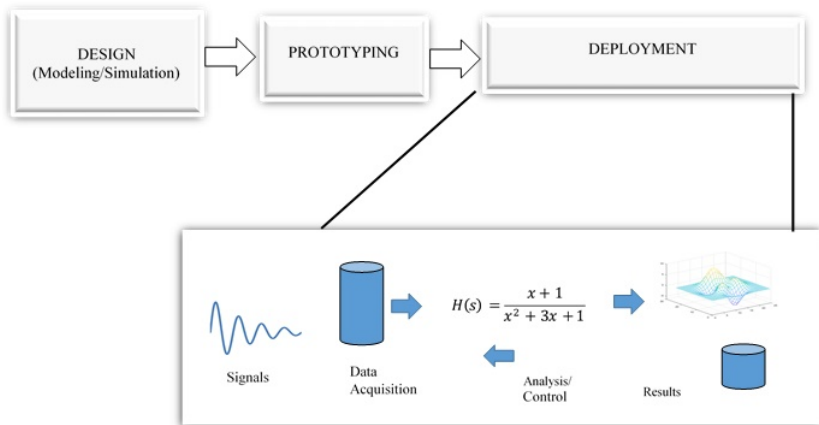 DESIGN
(Modeling/Simulation)
PROTOTYPING
DEPLOYMENT
H(s) = (x + 1)/(x² + 3x + 1)
Signals
Data
Acquisition
Analysis/
Control
Results